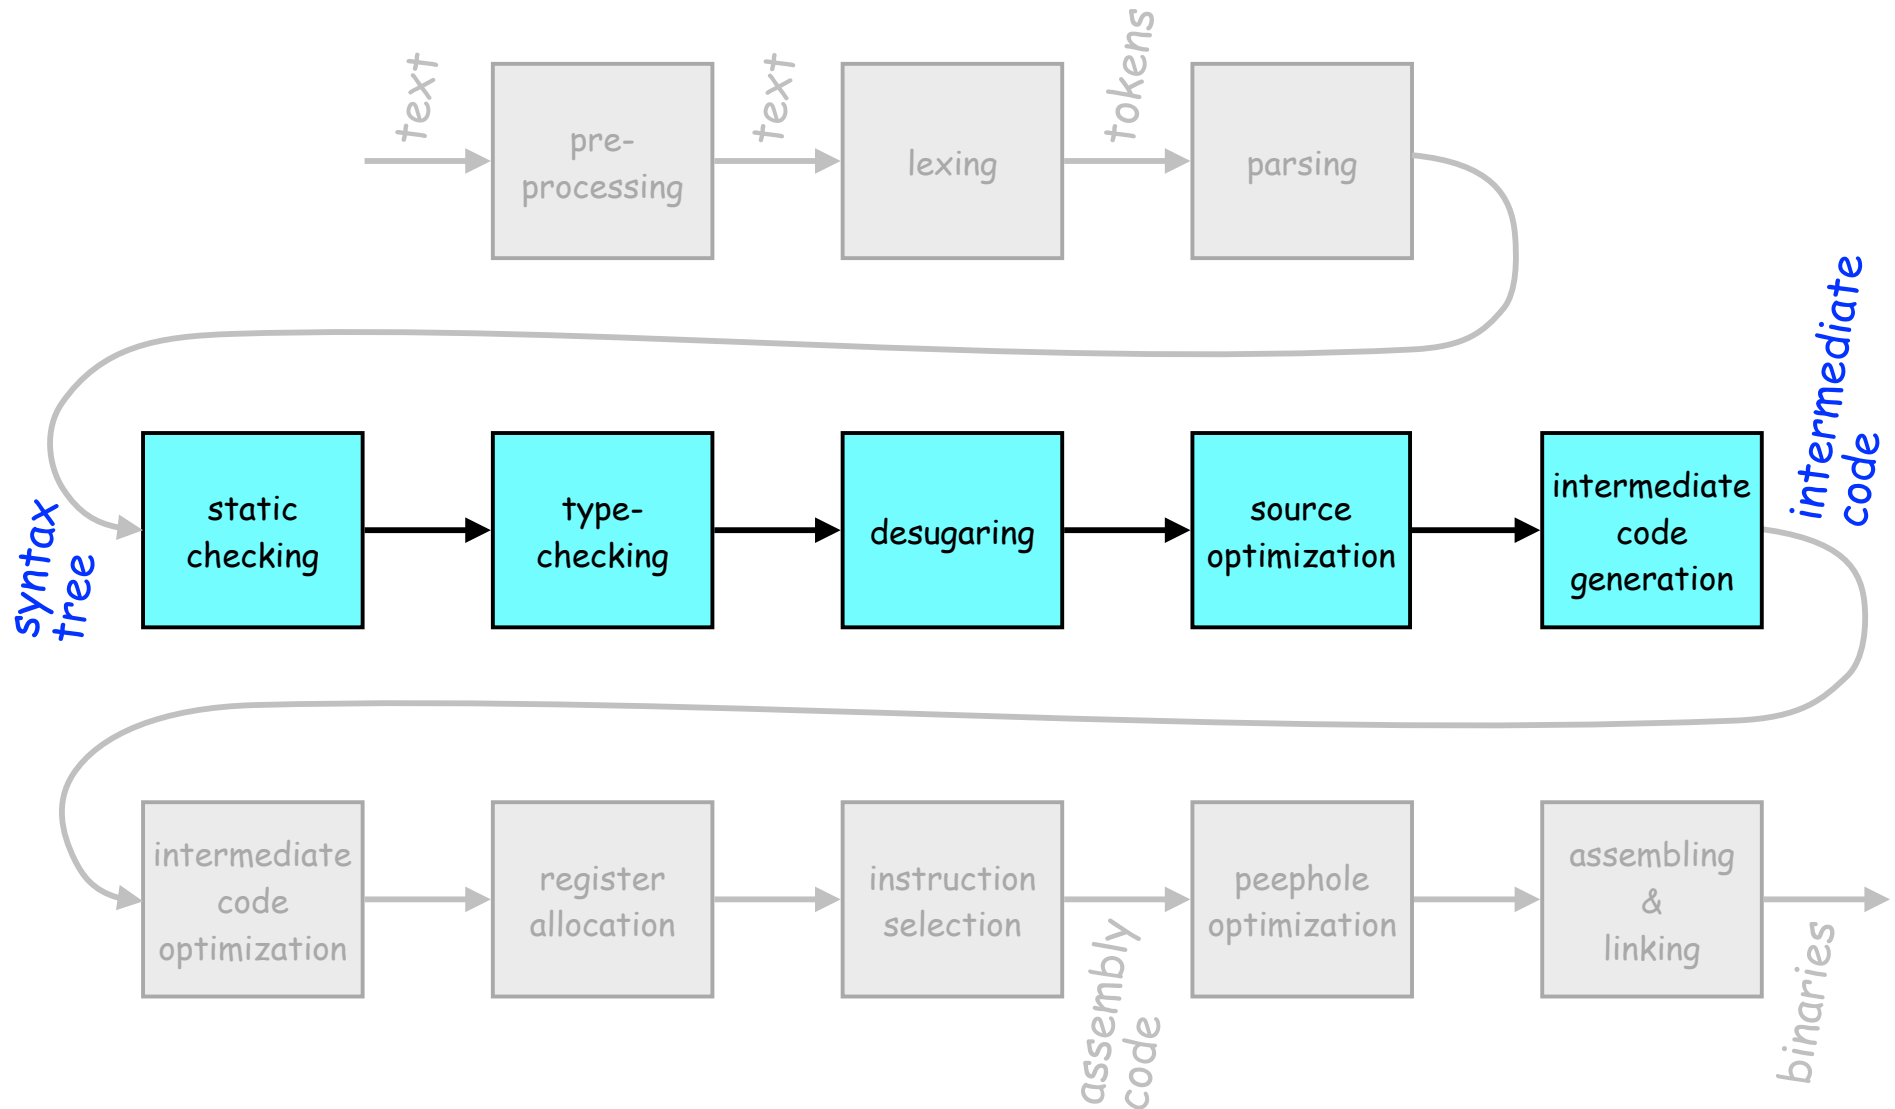 text
pre-
processing
text
lexing
tokens
parsing
syntax
tree
static
checking
type-
checking
desugaring
source
optimization
intermediate
code
generation
intermediate
code
intermediate
code
optimization
register
allocation
instruction
selection
assembly
code
peephole
optimization
assembling
&
linking
binaries